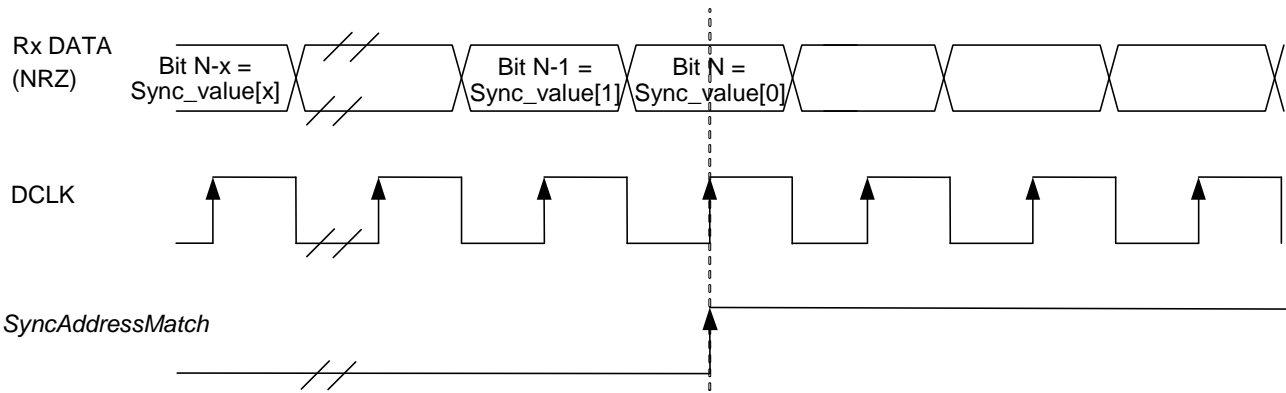 Rx DATA
(NRZ)
Bit N-x =
Sync_value[x]
Bit N-1 =
Sync_value[1]
Bit N =
Sync_value[0]
DCLK
SyncAddressMatch